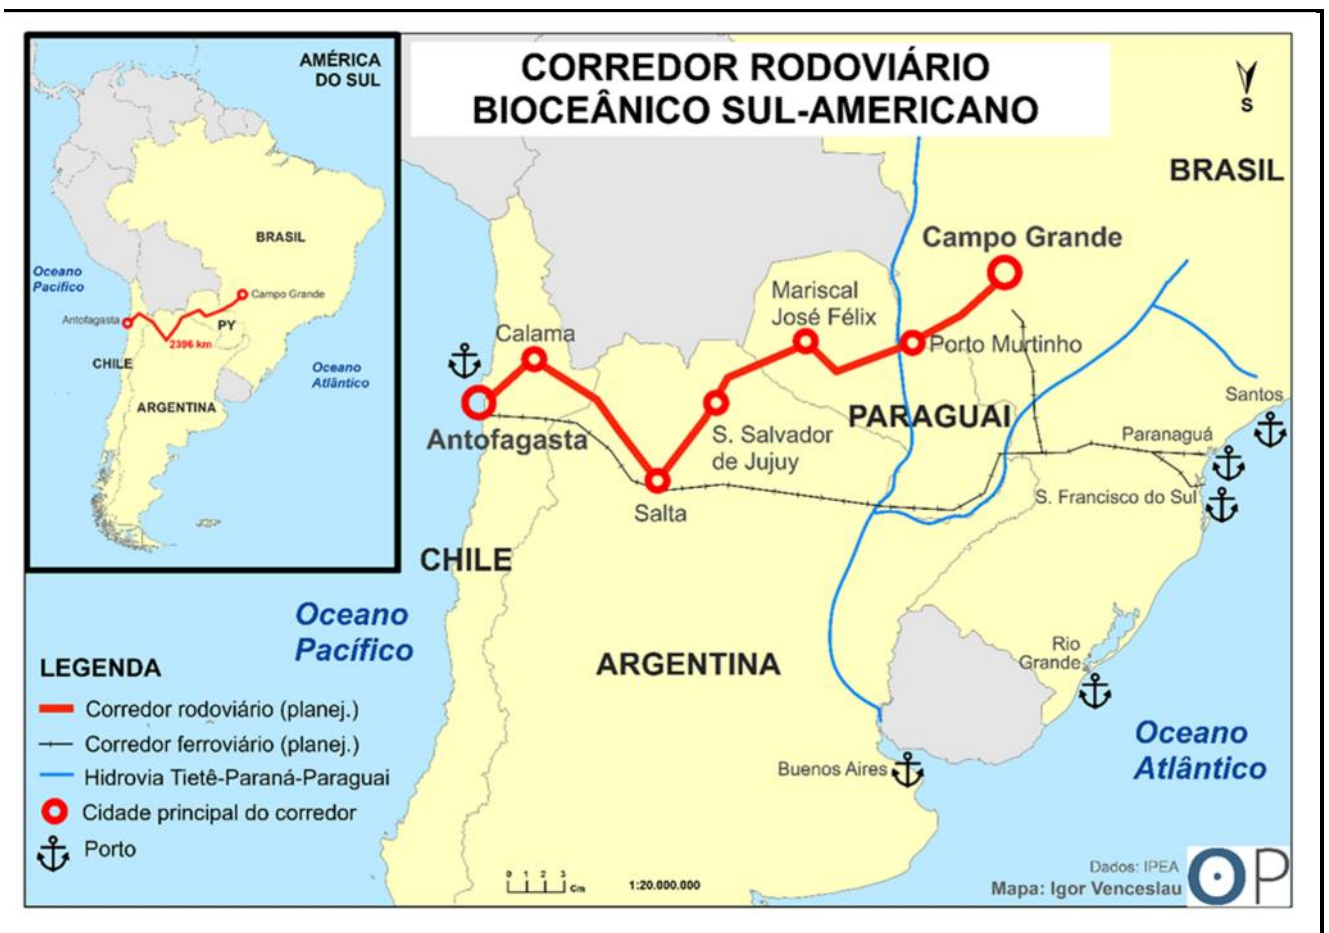 CORREDOR RODOVIÁRIO
BIOCEÂNICO SUL-AMERICANO
AMÉRICA
DO SUL
BRASIL
Oceano
Pacífico
Campo Grande
Antofagasta
PY
2396 km
CHILE
Oceano
Atlântico
ARGENTINA
S
BRASIL
Campo Grande
Mariscal
José Félix
Calama
Porto Murtinho
Antofagasta
PARAGUAI
Santos
S. Salvador
de Jujuy
Paranaguá
Salta
S. Francisco do Sul
CHILE
Oceano
Pacífico
ARGENTINA
Rio
Grande
Oceano
Atlântico
Buenos Aires
LEGENDA
Corredor rodoviário (planej.)
Corredor ferroviário (planej.)
Hidrovia Tietê-Paraná-Paraguai
Cidade principal do corredor
Porto
0 1 2 3
Cm
1:20.000.000
Dados: IPEA
Mapa: Igor Venceslau
OP